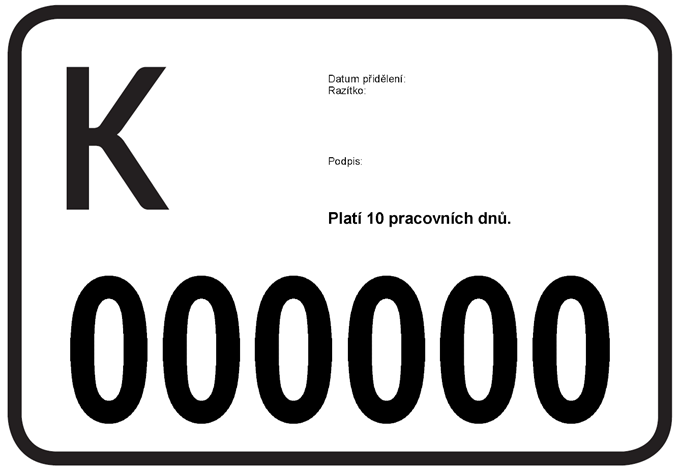 K
Datum přidělení:
Razítko:
Podpis:
Platí 10 pracovních dnů.
000000